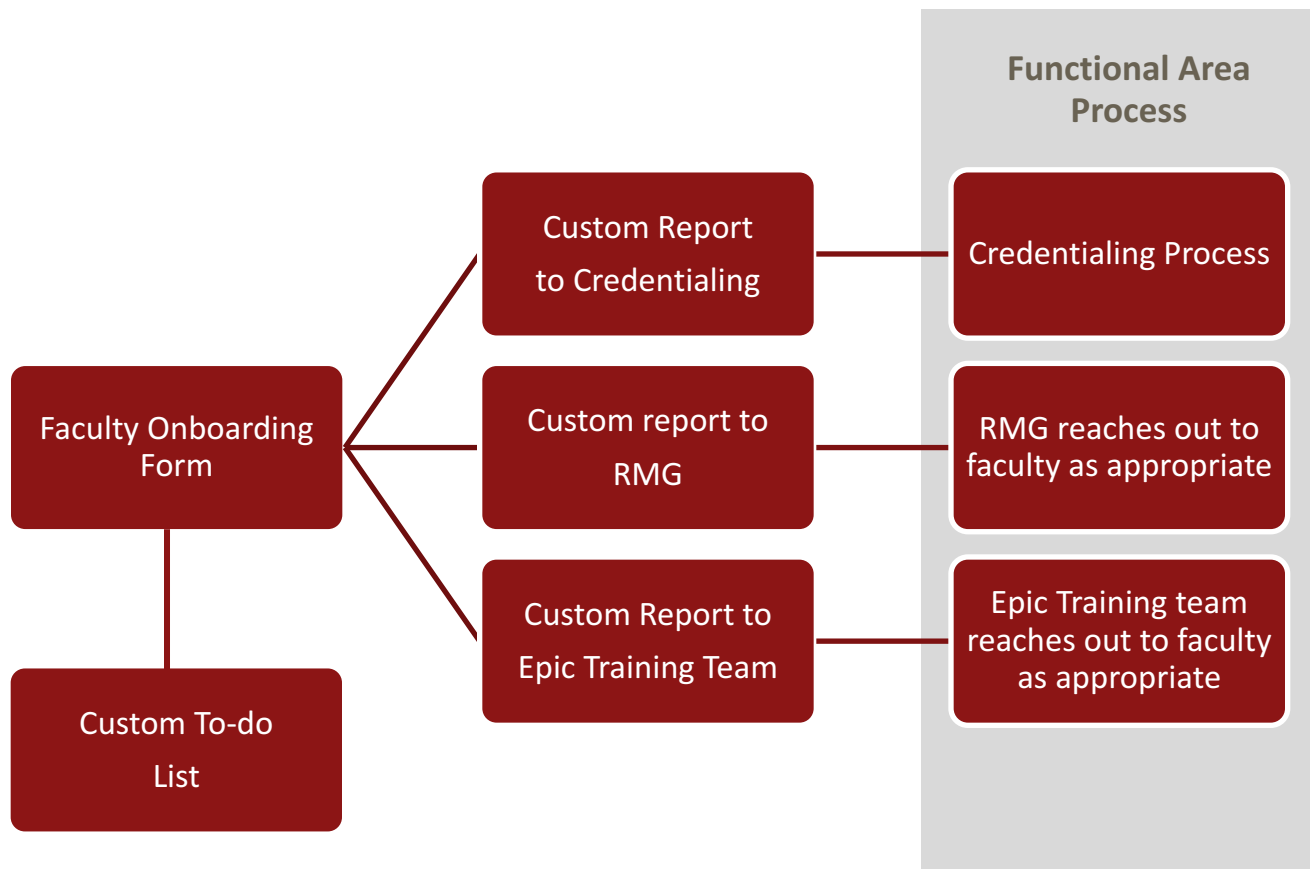 Functional Area
Process
Custom Report
to Credentialing
Credentialing Process
Faculty Onboarding
Form
Custom report to
RMG
RMG reaches out to
faculty as appropriate
Custom Report to
Epic Training Team
Epic Training team
reaches out to faculty
as appropriate
Custom To-do
List